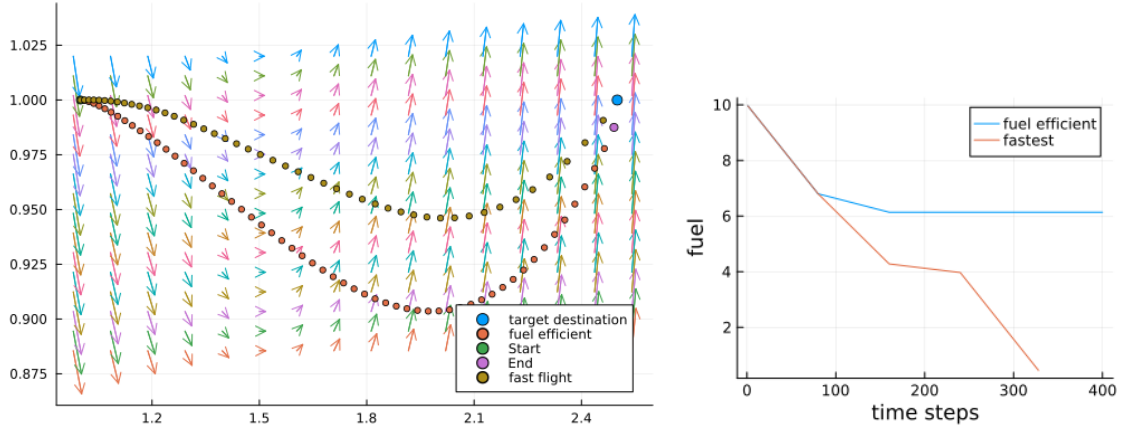 1.025
1.000
0.975
0.950
0.925
0.900
0.875
1.2
1.5
1.8
2.1
2.4
target destination
fuel efficient
Start
End
fast flight
10
8
6
4
2
fuel
0
100
200
300
400
time steps
fuel efficient
fastest